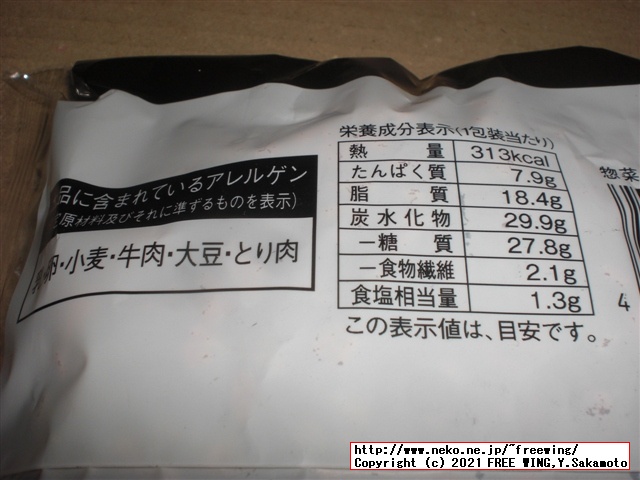 栄養成分表示(1包装当たり)
熱量 313kcal
たんぱく質 7.9g
脂質 18.4g
炭水化物 29.9g
－糖質 27.8g
－食物繊維 2.1g
食塩相当量 1.3g
この表示値は、目安です。
品に含まれているアレルゲン
原材料及びそれに準ずるものを表示)
卵・小麦・牛肉・大豆・とり肉
惣菜
4
http://www.neko.ne.jp/~freewing/
Copyright (c) 2021 FREE WING,Y.Sakamoto